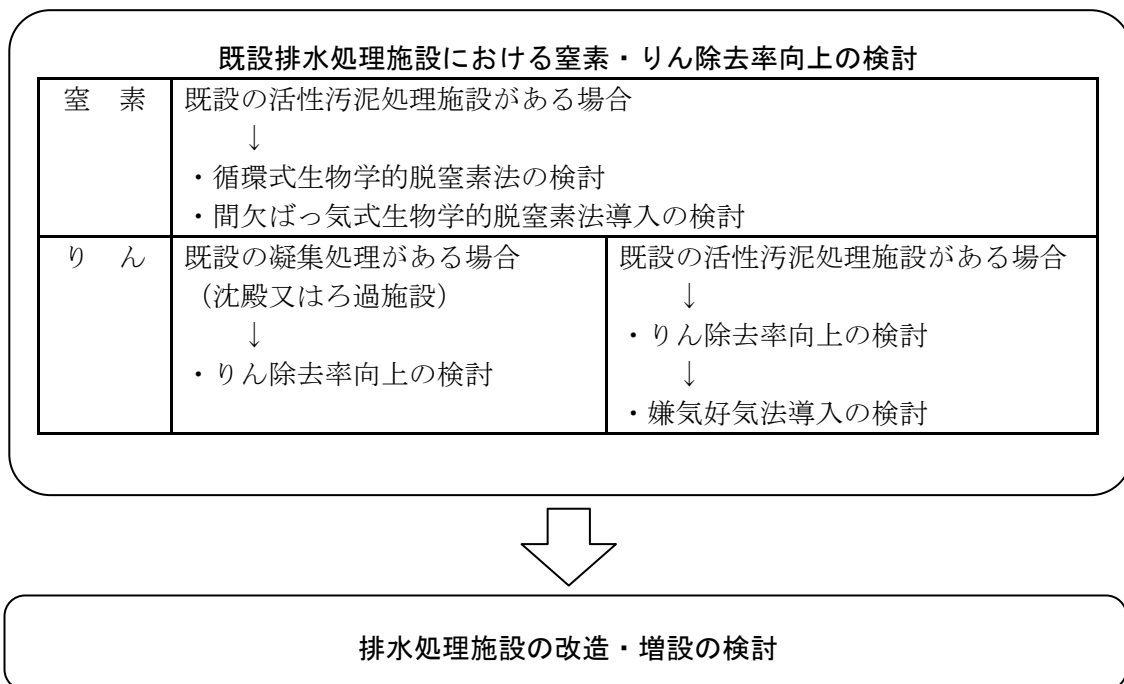 既設排水処理施設における窒素・りん除去率向上の検討
窒 素
既設の活性汚泥処理施設がある場合
↓
・循環式生物学的脱窒素法の検討
・間欠ばっ気式生物学的脱窒素法導入の検討
り ん
既設の凝集処理がある場合
（沈殿又はろ過施設）
↓
・りん除去率向上の検討
既設の活性汚泥処理施設がある場合
↓
・りん除去率向上の検討
↓
・嫌気好気法導入の検討
排水処理施設の改造・増設の検討